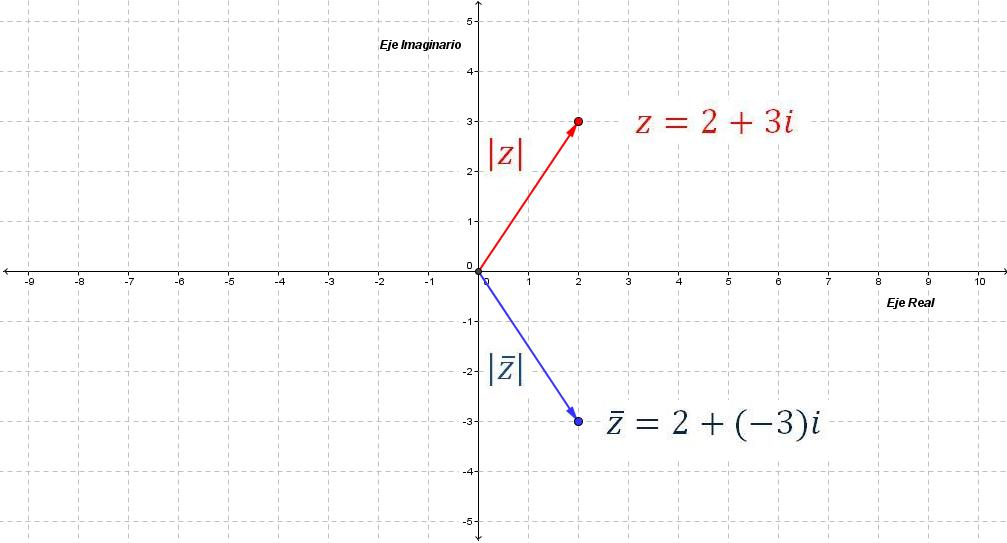 5
Eje Imaginario
4
3
z = 2 + 3i
|z|
2
1
0
-9 -8 -7 -6 -5 -4 -3 -2 -1 0 1 2 3 4 5 6 7 8 9 10
Eje Real
-1
-2
|z̄|
-3
z̄ = 2 + (−3)i
-4
-5